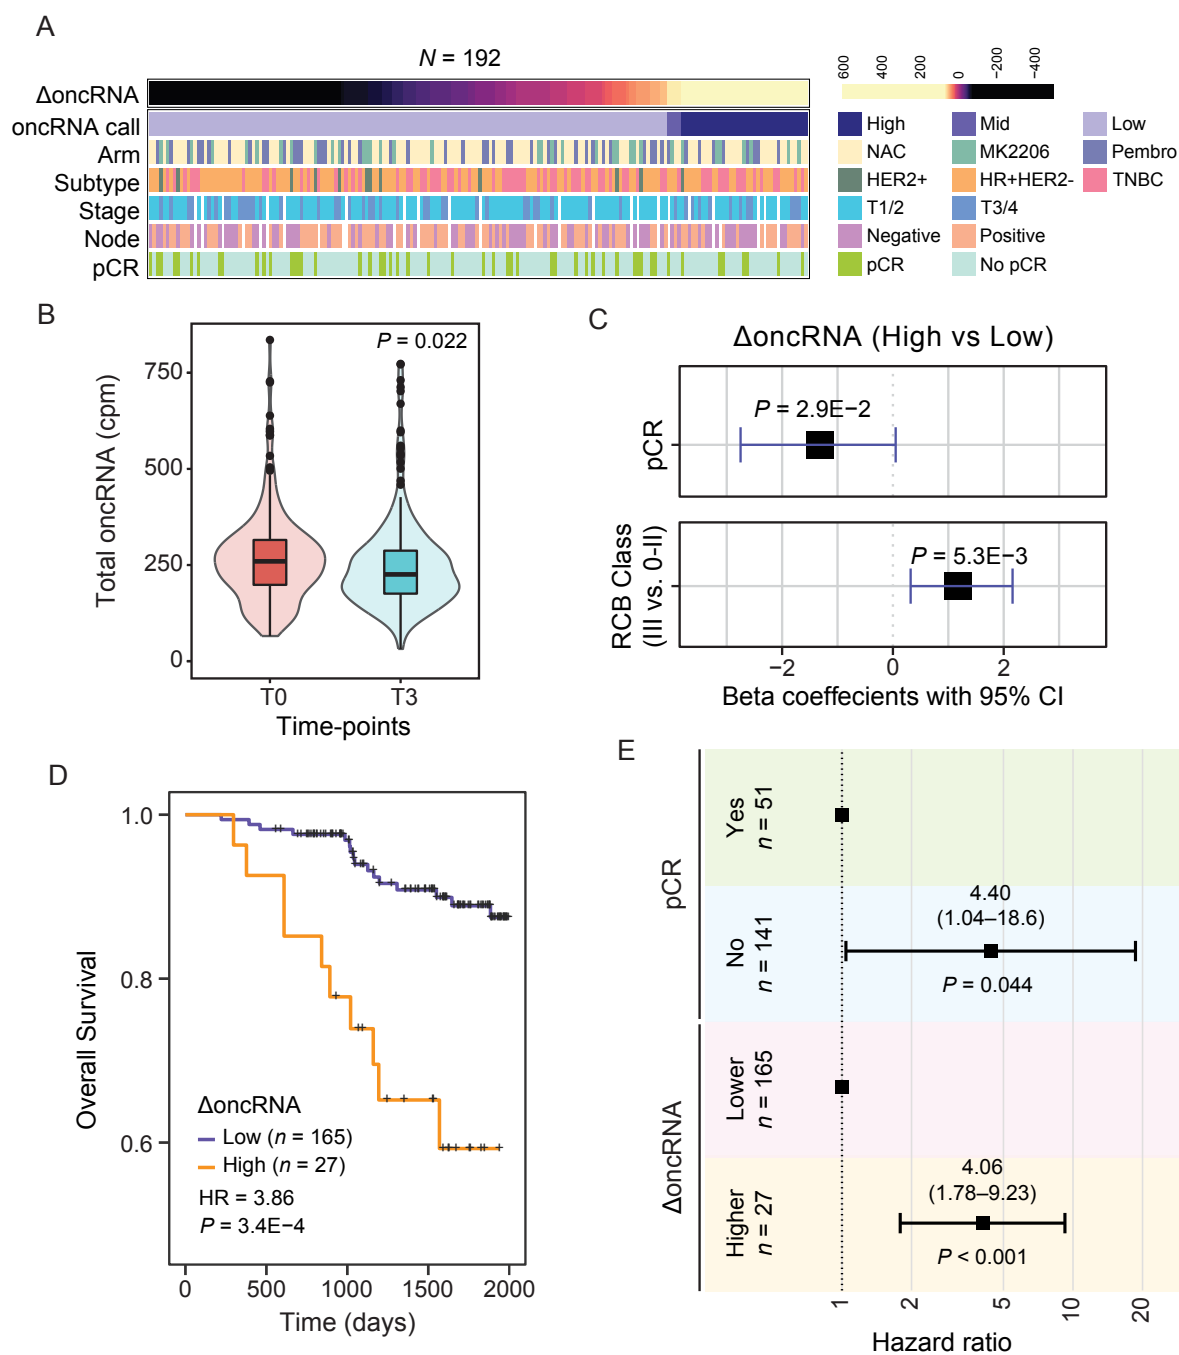 A
N = 192
600
400
200
0
−200
−400
ΔoncRNA
oncRNA call
Arm
Subtype
Stage
Node
pCR
High
Mid
Low
NAC
MK2206
Pembro
HER2+
HR+HER2-
TNBC
T1/2
T3/4
Negative
Positive
pCR
No pCR
B
P = 0.022
Total oncRNA (cpm)
750
500
250
0
T0
T3
Time-points
C
ΔoncRNA (High vs Low)
pCR
P = 2.9E−2
RCB Class
(III vs. 0-II)
P = 5.3E−3
−2
0
2
Beta coeffecients with 95% CI
D
Overall Survival
1.0
0.8
0.6
ΔoncRNA
Low (n = 165)
High (n = 27)
HR = 3.86
P = 3.4E−4
0
500
1000
1500
2000
Time (days)
E
pCR
Yes
n = 51
No
n = 141
4.40
(1.04–18.6)
P = 0.044
ΔoncRNA
Lower
n = 165
Higher
n = 27
4.06
(1.78–9.23)
P < 0.001
1
2
5
10
20
Hazard ratio